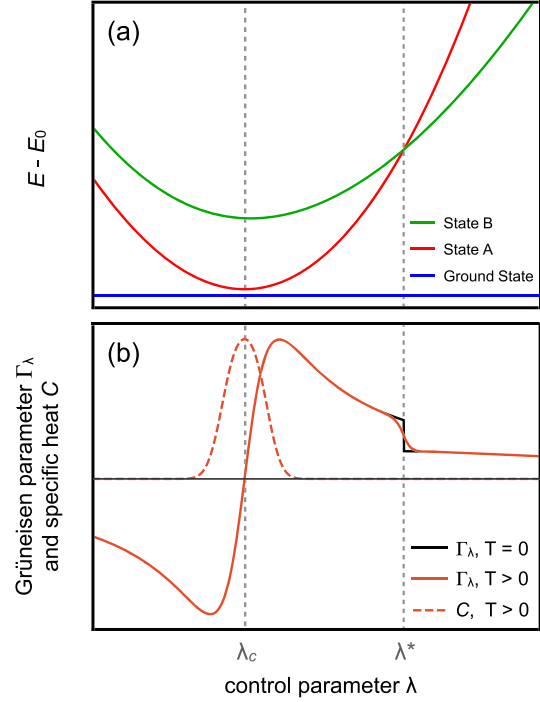 (a)
E - E₀
State B
State A
Ground State
(b)
Grüneisen parameter Γλ
and specific heat C
Γλ, T = 0
Γλ, T > 0
C, T > 0
λc
λ*
control parameter λ